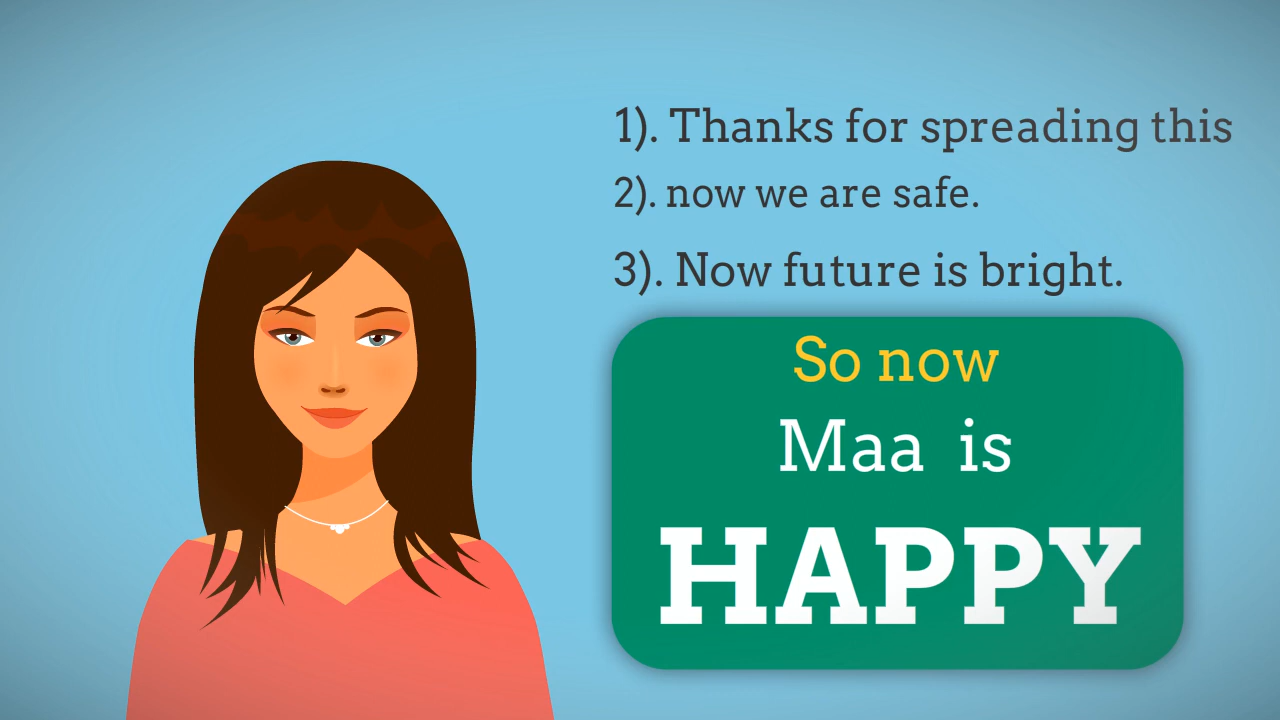 1). Thanks for spreading this
2). now we are safe.
3). Now future is bright.
So now
Maa is
HAPPY